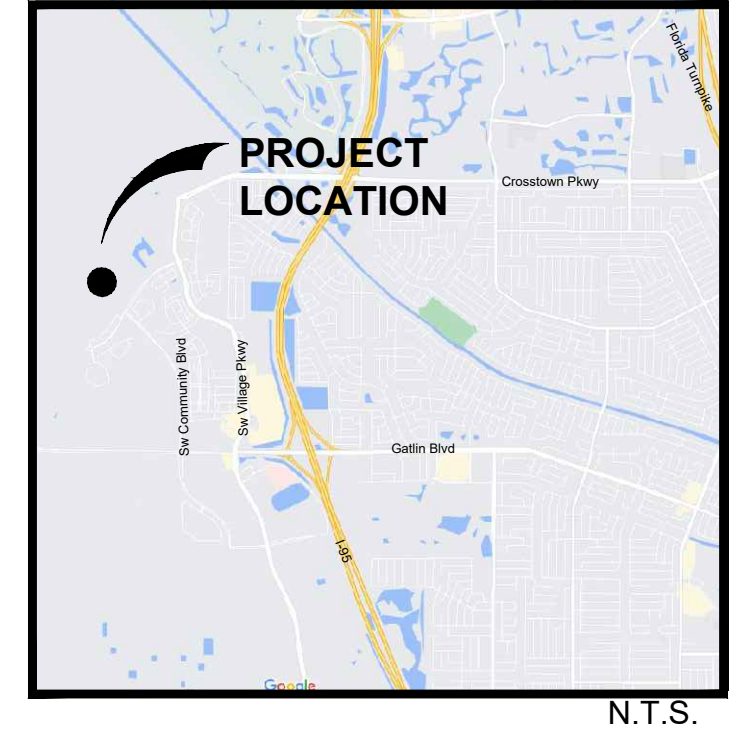 Florida Turnpike
PROJECT
LOCATION
Crosstown Pkwy
Sw Community Blvd
Sw Village Pkwy
Gatlin Blvd
I-95
Google
N.T.S.